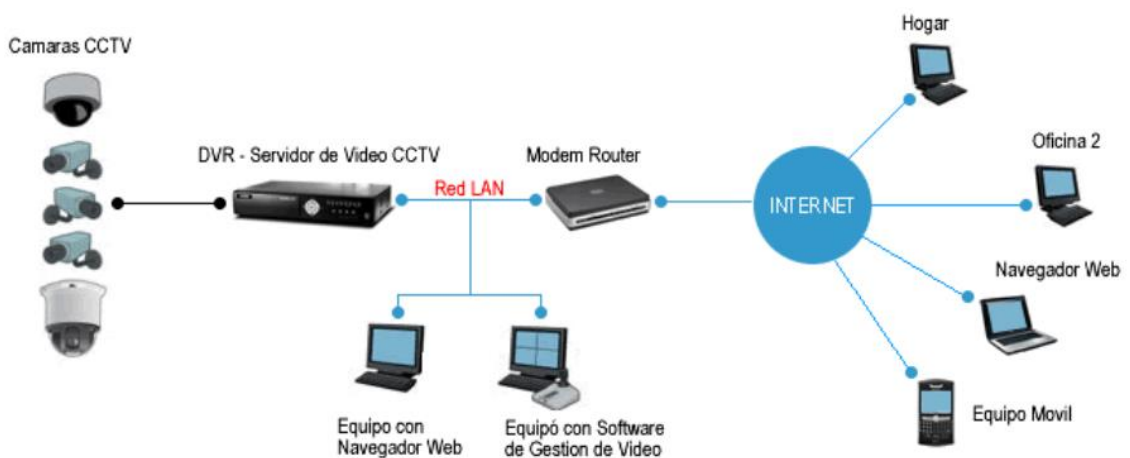 Camaras CCTV
DVR - Servidor de Video CCTV
Red LAN
Modem Router
INTERNET
Hogar
Oficina 2
Navegador Web
Equipo Movil
Equipo con
Navegador Web
Equipó con Software
de Gestion de Video